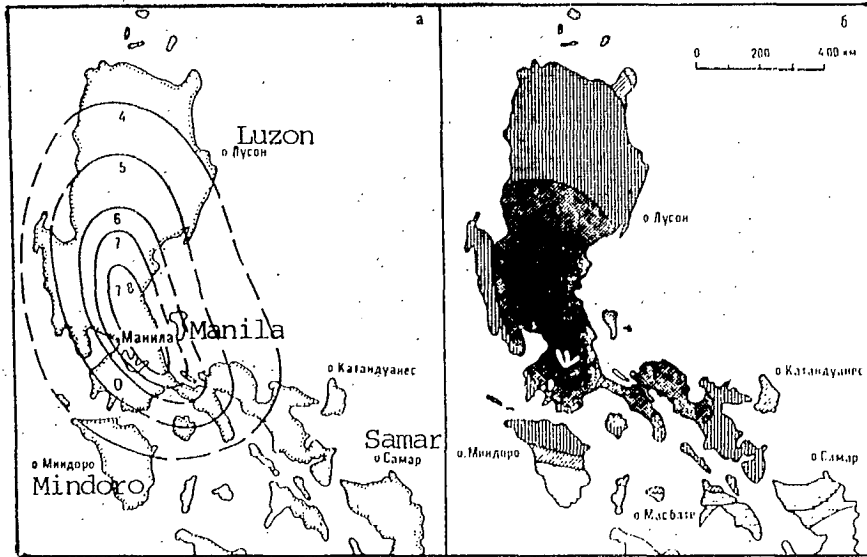 а
4
Luzon
о Лусон
5
6
7
7 8
Манила
Manila
о Катандуанес
Samar
о Самар
о Миндоро
Mindoro
б
0 200 400 км
о Лусон
о Катандуанес
о. Миндоро
о Самар
о Масбате